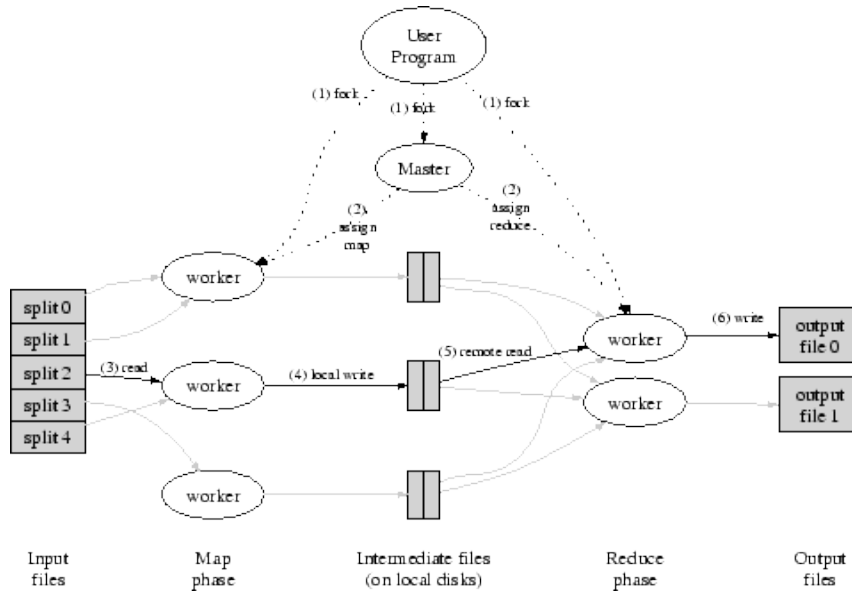 User
Program
(1) fork
(1) fork
(1) fork
Master
(2)
assign
map
(2)
assign
reduce
worker
split 0
split 1
split 2
split 3
split 4
(3) read
worker
(4) local write
(5) remote read
worker
(6) write
output
file 0
worker
output
file 1
worker
Input
files
Map
phase
Intermediate files
(on local disks)
Reduce
phase
Output
files